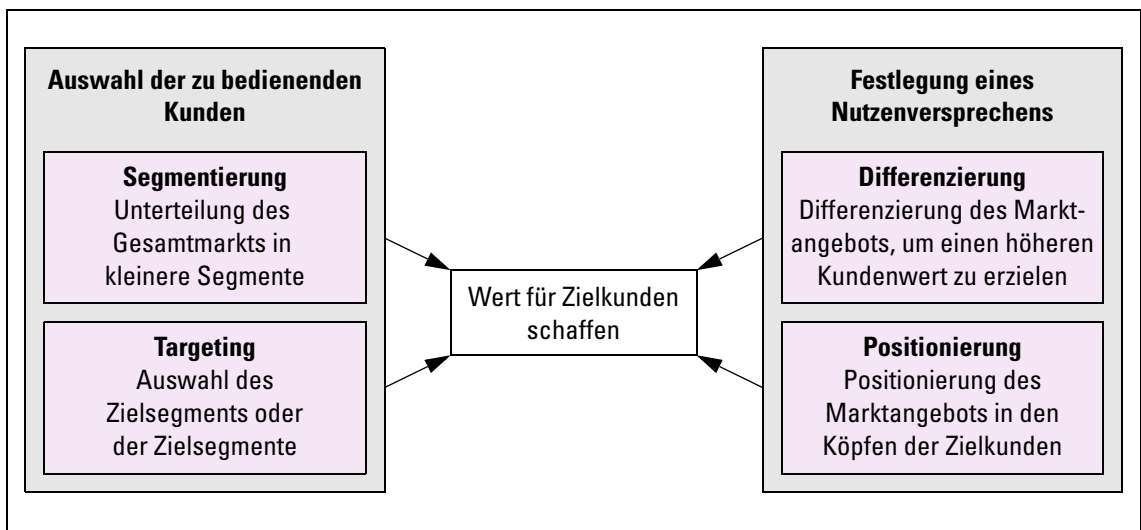 Auswahl der zu bedienenden
Kunden
Segmentierung
Unterteilung des
Gesamtmarkts in
kleinere Segmente
Targeting
Auswahl des
Zielsegments oder
der Zielsegmente
Wert für Zielkunden
schaffen
Festlegung eines
Nutzenversprechens
Differenzierung
Differenzierung des Markt-
angebots, um einen höheren
Kundenwert zu erzielen
Positionierung
Positionierung des
Marktangebots in den
Köpfen der Zielkunden